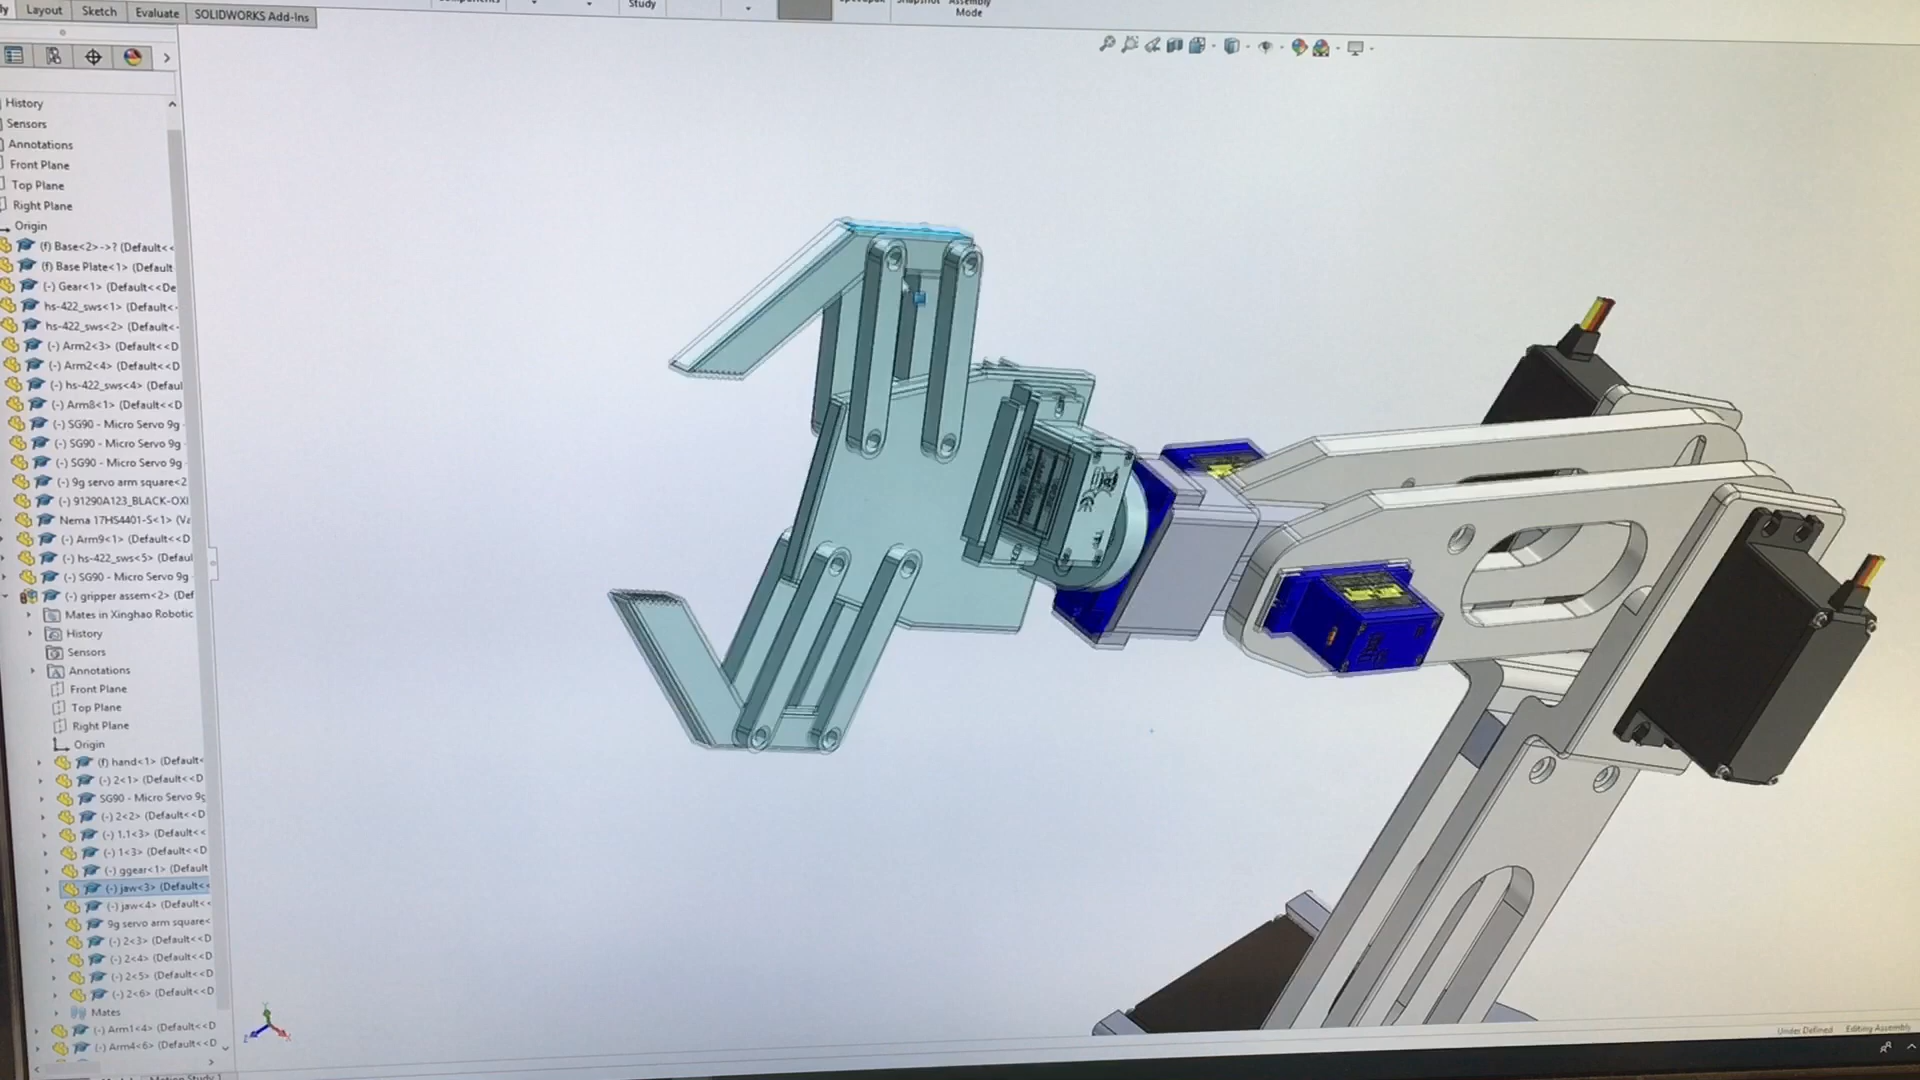 Layout Sketch Evaluate SOLIDWORKS Add-Ins
Study
Assembly
Mode
History
Sensors
Annotations
Front Plane
Top Plane
Right Plane
Origin
(f) Base<2>->? (Default<<
(f) Base Plate<1> (Default
(-) Gear<1> (Default<<De
hs-422_sws<1> (Default<
hs-422_sws<2> (Default<
(-) Arm2<3> (Default<<D
(-) Arm2<4> (Default<<D
(-) hs-422_sws<4> (Defaul
(-) Arm8<1> (Default<<D
(-) SG90 - Micro Servo 9g
(-) SG90 - Micro Servo 9g
(-) SG90 - Micro Servo 9g
(-) 9g servo arm square<2
(-) 91290A123_BLACK-OXI
Nema 17HS4401-S<1> (Va
(-) Arm9<1> (Default<<D
(-) hs-422_sws<5> (Defaul
(-) SG90 - Micro Servo 9g
(-) gripper assem<2> (Def
Mates in Xinghao Robotic
History
Sensors
Annotations
Front Plane
Top Plane
Right Plane
Origin
(f) hand<1> (Default<
(-) 2<1> (Default<<D
SG90 - Micro Servo 9g
(-) 2<2> (Default<<D
(-) 1,1<3> (Default<<
(-) 1<3> (Default<<D
(-) ggear<1> (Default
(-) jaw<3> (Default<<
(-) jaw<4> (Default<<
9g servo arm square<
(-) 2<3> (Default<<D
(-) 2<4> (Default<<D
(-) 2<5> (Default<<D
(-) 2<6> (Default<<D
Mates
(-) Arm1<4> (Default<<D
(-) Arm4<6> (Default<<D
Under Defined Editing Assembly